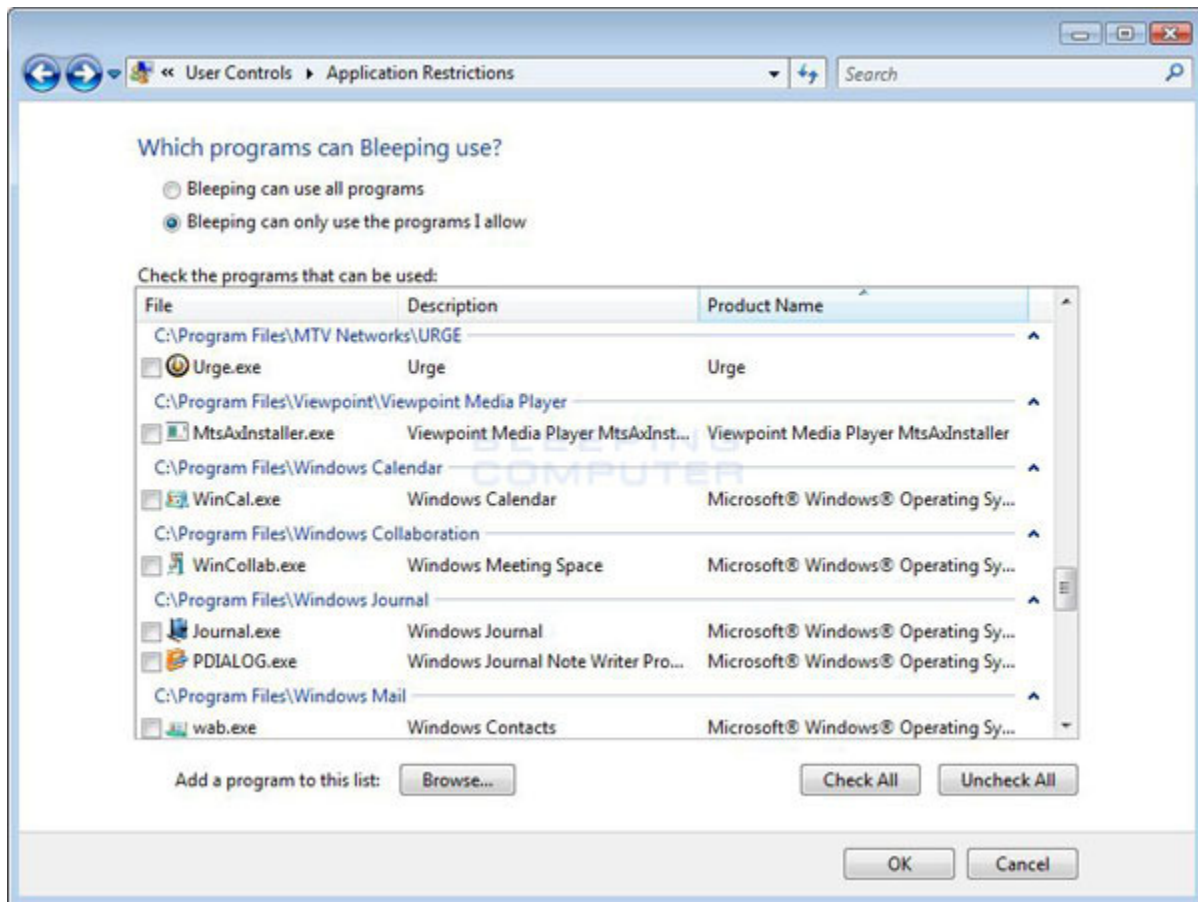 « User Controls ▸ Application Restrictions Search
Which programs can Bleeping use?
Bleeping can use all programs
Bleeping can only use the programs I allow
Check the programs that can be used:
File Description Product Name
C:\Program Files\MTV Networks\URGE
Urge.exe Urge Urge
C:\Program Files\Viewpoint\Viewpoint Media Player
MtsAxInstaller.exe Viewpoint Media Player MtsAxInst... Viewpoint Media Player MtsAxInstaller
BLEEPING
COMPUTER
C:\Program Files\Windows Calendar
WinCal.exe Windows Calendar Microsoft® Windows® Operating Sy...
C:\Program Files\Windows Collaboration
WinCollab.exe Windows Meeting Space Microsoft® Windows® Operating Sy...
C:\Program Files\Windows Journal
Journal.exe Windows Journal Microsoft® Windows® Operating Sy...
PDIALOG.exe Windows Journal Note Writer Pro... Microsoft® Windows® Operating Sy...
C:\Program Files\Windows Mail
wab.exe Windows Contacts Microsoft® Windows® Operating Sy...
Add a program to this list: Browse... Check All Uncheck All
OK Cancel